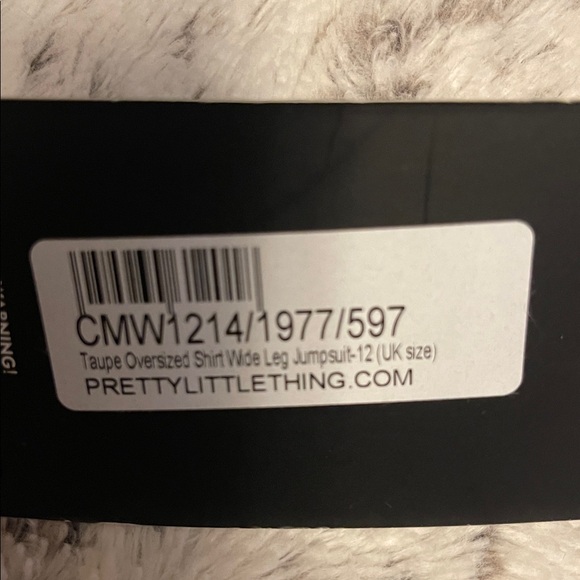 CMW1214/1977/597
Taupe Oversized Shirt Wide Leg Jumpsuit-12 (UK size)
PRETTYLITTLETHING.COM
WARNING!